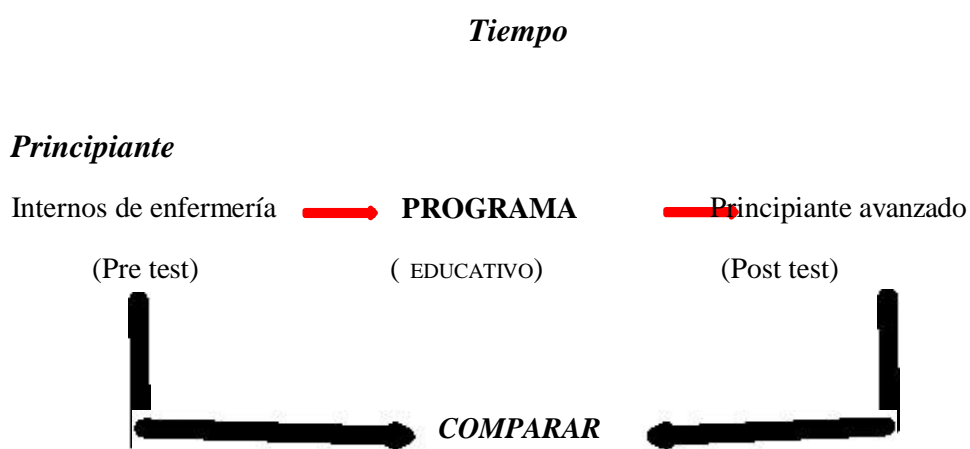 Tiempo
Principiante
Internos de enfermería PROGRAMA Principiante avanzado
(Pre test) ( EDUCATIVO) (Post test)
COMPARAR